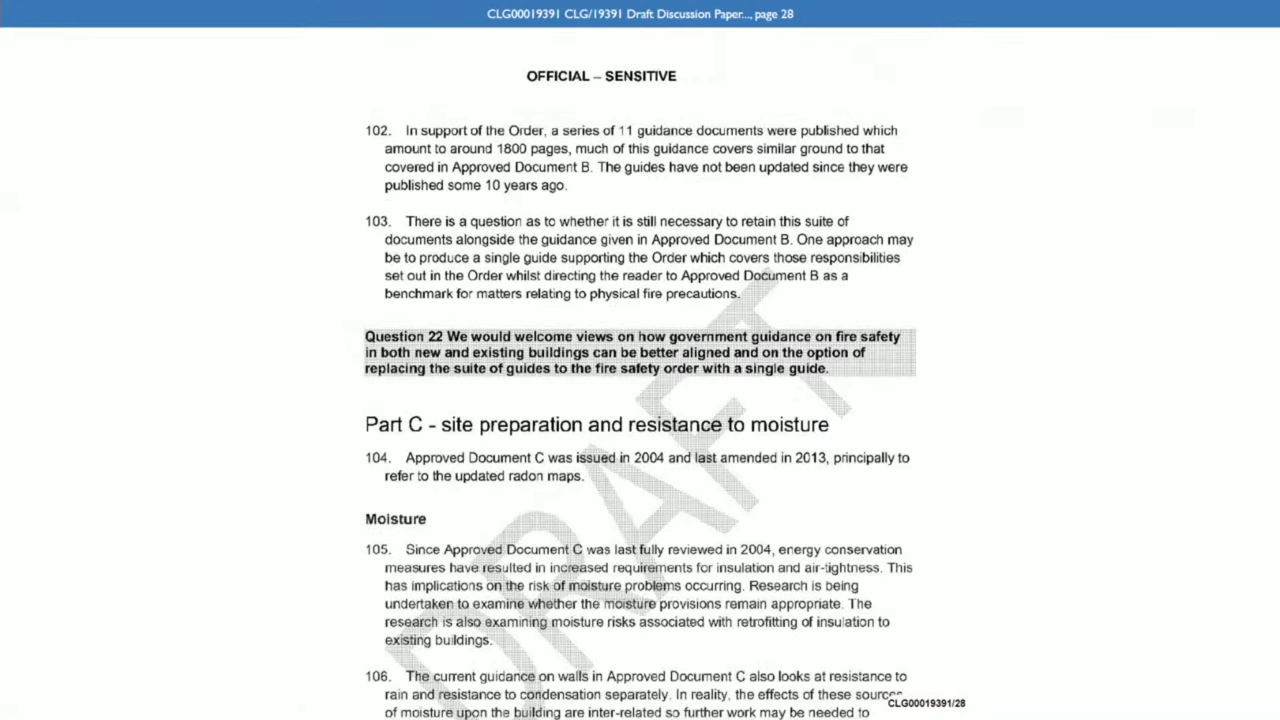 CLG00019391 CLG/19391 Draft Discussion Paper..., page 28
OFFICIAL – SENSITIVE
102. In support of the Order, a series of 11 guidance documents were published which
amount to around 1800 pages, much of this guidance covers similar ground to that
covered in Approved Document B. The guides have not been updated since they were
published some 10 years ago.
103. There is a question as to whether it is still necessary to retain this suite of
documents alongside the guidance given in Approved Document B. One approach may
be to produce a single guide supporting the Order which covers those responsibilities
set out in the Order whilst directing the reader to Approved Document B as a
benchmark for matters relating to physical fire precautions.
Question 22 We would welcome views on how government guidance on fire safety
in both new and existing buildings can be better aligned and on the option of
replacing the suite of guides to the fire safety order with a single guide.
Part C - site preparation and resistance to moisture
104. Approved Document C was issued in 2004 and last amended in 2013, principally to
refer to the updated radon maps.
Moisture
105. Since Approved Document C was last fully reviewed in 2004, energy conservation
measures have resulted in increased requirements for insulation and air-tightness. This
has implications on the risk of moisture problems occurring. Research is being
undertaken to examine whether the moisture provisions remain appropriate. The
research is also examining moisture risks associated with retrofitting of insulation to
existing buildings.
106. The current guidance on walls in Approved Document C also looks at resistance to
rain and resistance to condensation separately. In reality, the effects of these sources
of moisture upon the building are inter-related so further work may be needed to
CLG00019391/28
DRAFT